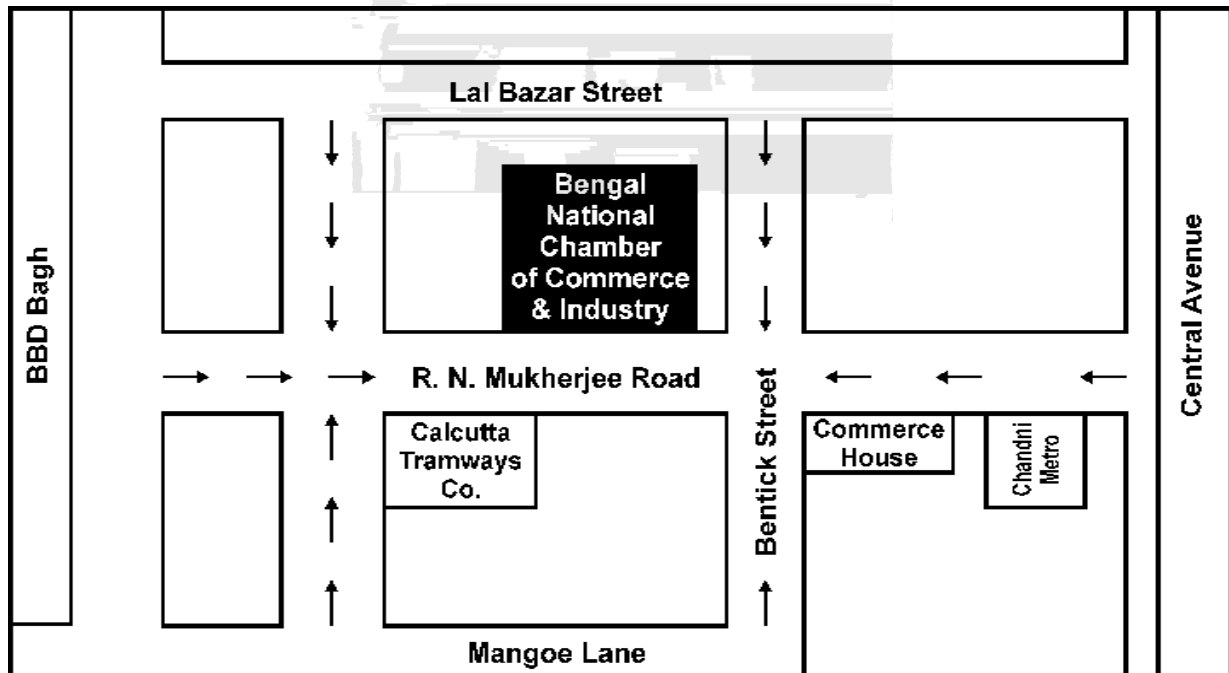 Lal Bazar Street
BBD Bagh
Bengal
National
Chamber
of Commerce
& Industry
Central Avenue
R. N. Mukherjee Road
Bentick Street
Calcutta
Tramways
Co.
Commerce
House
Chandni
Metro
Mangoe Lane